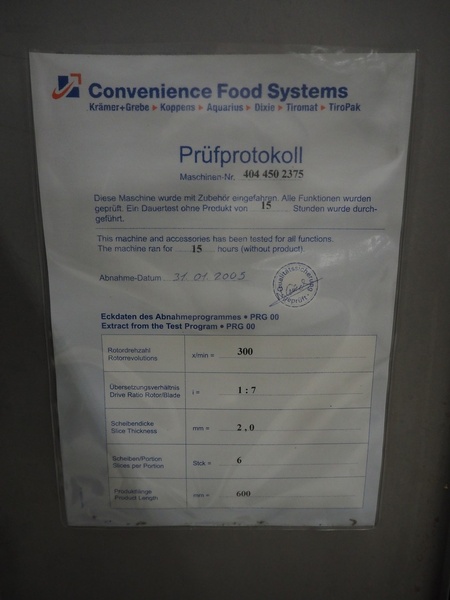 Convenience Food Systems
Krämer+Grebe ▸ Koppens ▸ Aquarius ▸ Dixie ▸ Tiromat ▸ TiroPak
Prüfprotokoll
Maschinen-Nr. 404 450 2375
Diese Maschine wurde mit Zubehör eingefahren. Alle Funktionen wurden
geprüft. Ein Dauertest ohne Produkt von 15 Stunden wurde durch-
geführt.
This machine and accessories has been tested for all functions.
The machine ran for 15 hours (without product).
Abnahme-Datum 31.01.2005
Qualitätssicherung
Geprüft
Eckdaten des Abnahmeprogrammes • PRG 00
Extract from the Test Program • PRG 00
Rotordrehzahl
Rotorrevolutions
x/min = 300
Übersetzungsverhältnis
Drive Ratio Rotor/Blade
i = 1 : 7
Scheibendicke
Slice Thickness
mm = 2,0
Scheiben/Portion
Slices per Portion
Stick = 6
Produktlänge
Product Length
mm = 600